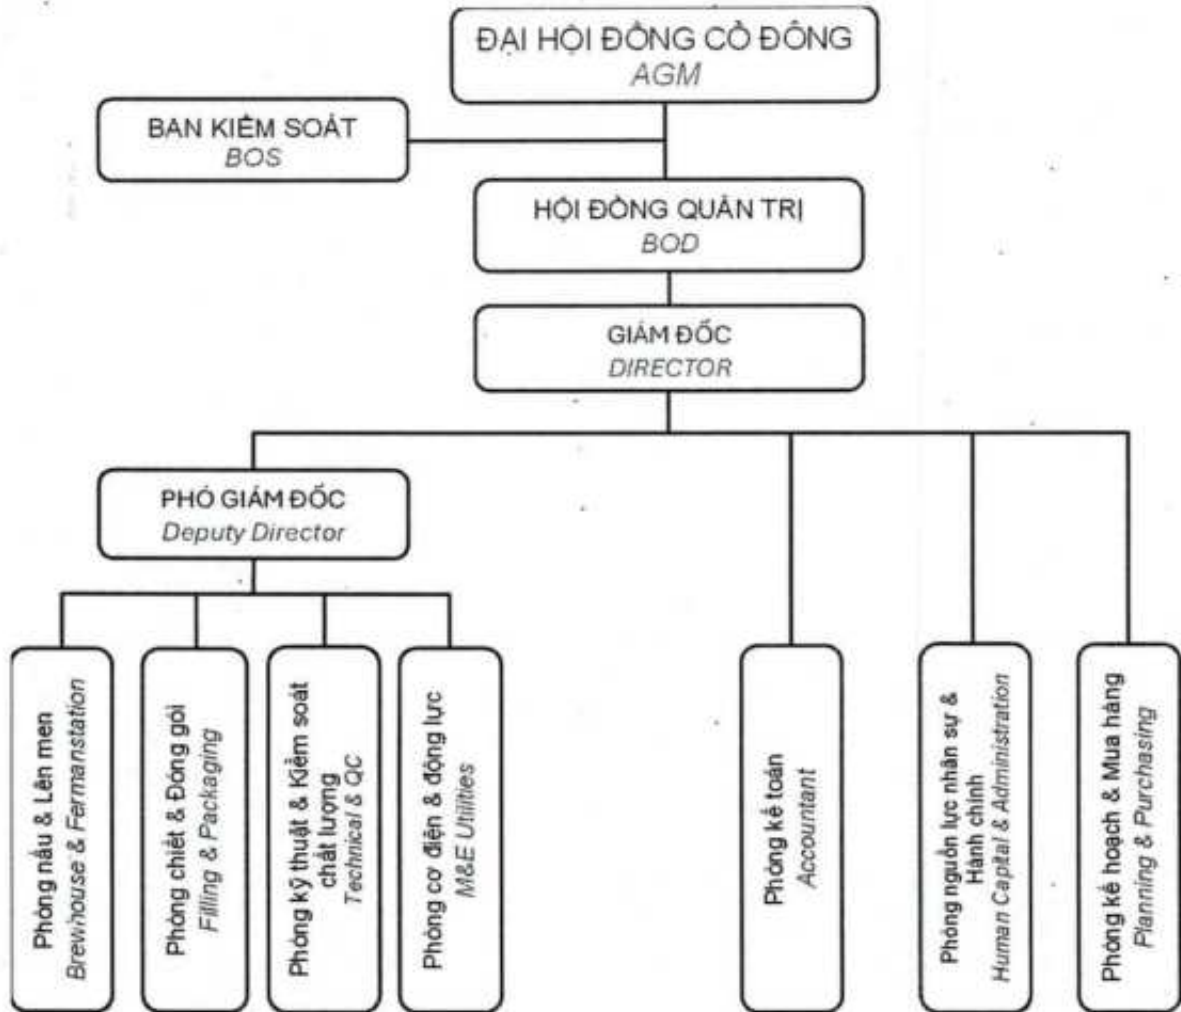 ĐẠI HỘI ĐỒNG CỔ ĐÔNG
AGM
BAN KIỂM SOÁT
BOS
HỘI ĐỒNG QUẢN TRỊ
BOD
GIÁM ĐỐC
DIRECTOR
PHÓ GIÁM ĐỐC
Deputy Director
Phòng nấu & Lên men
Brewhouse & Fermanstation
Phòng chiết & Đóng gói
Filling & Packaging
Phòng kỹ thuật & Kiểm soát
chất lượng
Technical & QC
Phòng cơ điện & động lực
M&E Utilities
Phòng kế toán
Accountant
Phòng nguồn lực nhân sự &
Hành chính
Human Capital & Administration
Phòng kế hoạch & Mua hàng
Planning & Purchasing